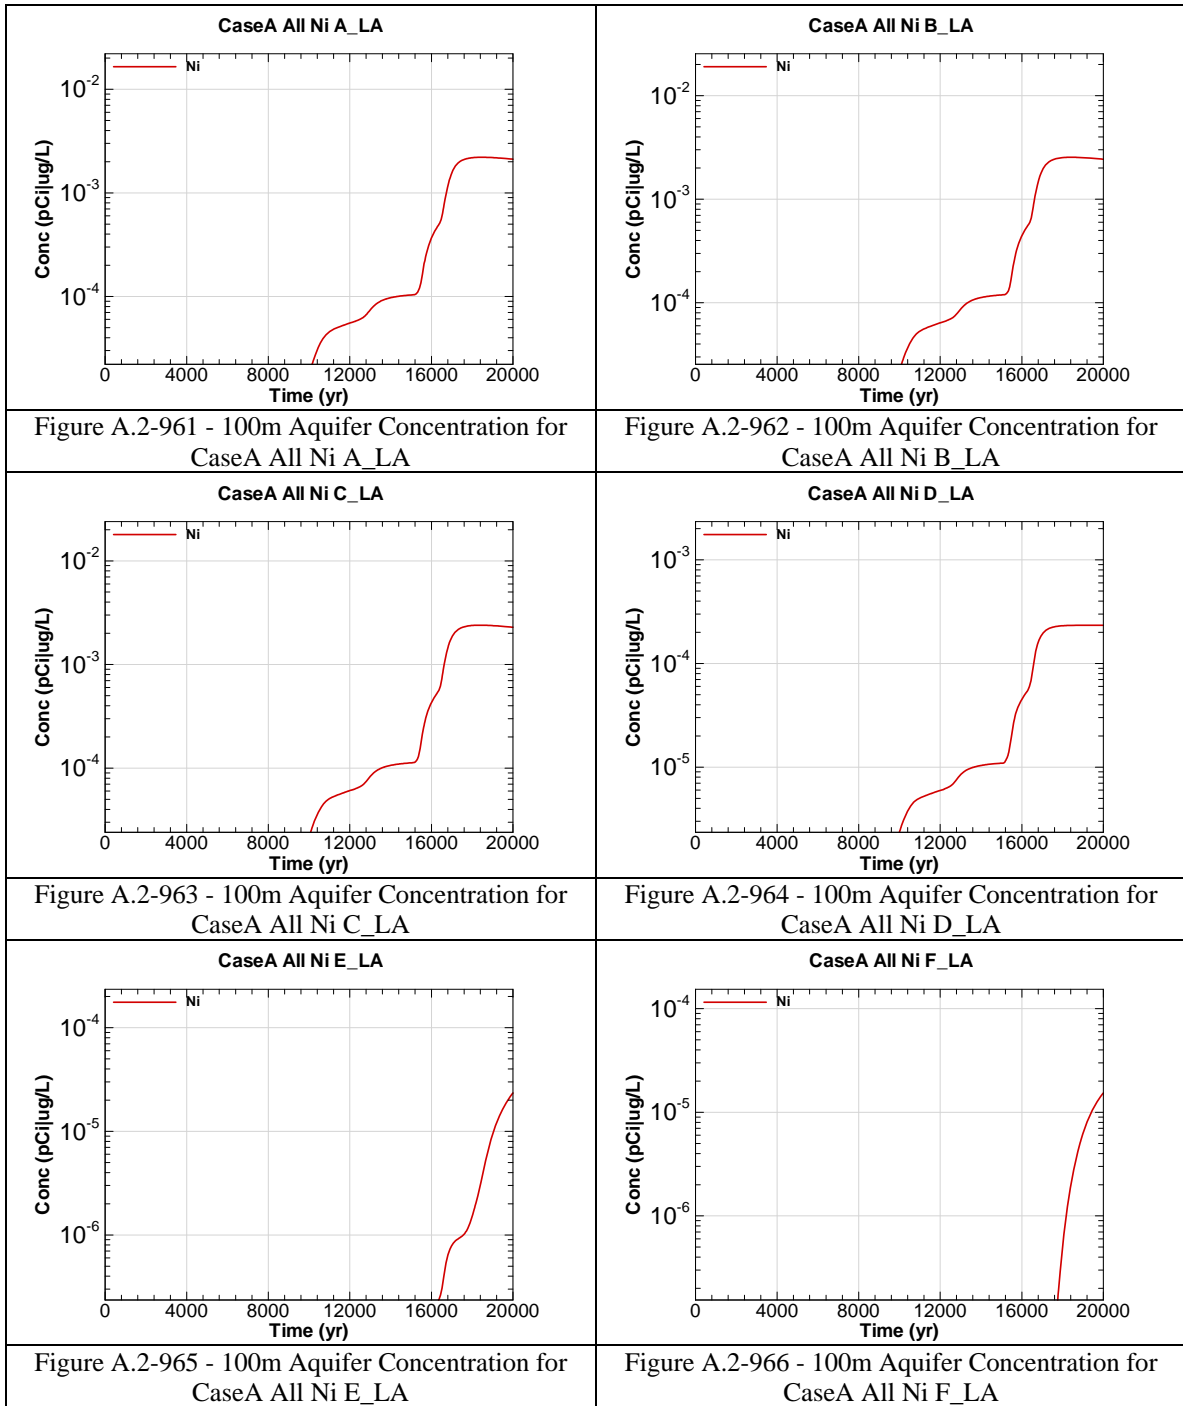 CaseA All Ni A_LA
Ni
10-2
10-3
10-4
Conc (pCi|ug/L)
0 4000 8000 12000 16000 20000
Time (yr)
Figure A.2-961 - 100m Aquifer Concentration for
CaseA All Ni A_LA
CaseA All Ni B_LA
Ni
10-2
10-3
10-4
Conc (pCi|ug/L)
0 4000 8000 12000 16000 20000
Time (yr)
Figure A.2-962 - 100m Aquifer Concentration for
CaseA All Ni B_LA
CaseA All Ni C_LA
Ni
10-2
10-3
10-4
Conc (pCi|ug/L)
0 4000 8000 12000 16000 20000
Time (yr)
Figure A.2-963 - 100m Aquifer Concentration for
CaseA All Ni C_LA
CaseA All Ni D_LA
Ni
10-3
10-4
10-5
Conc (pCi|ug/L)
0 4000 8000 12000 16000 20000
Time (yr)
Figure A.2-964 - 100m Aquifer Concentration for
CaseA All Ni D_LA
CaseA All Ni E_LA
Ni
10-4
10-5
10-6
Conc (pCi|ug/L)
0 4000 8000 12000 16000 20000
Time (yr)
Figure A.2-965 - 100m Aquifer Concentration for
CaseA All Ni E_LA
CaseA All Ni F_LA
Ni
10-4
10-5
10-6
Conc (pCi|ug/L)
0 4000 8000 12000 16000 20000
Time (yr)
Figure A.2-966 - 100m Aquifer Concentration for
CaseA All Ni F_LA